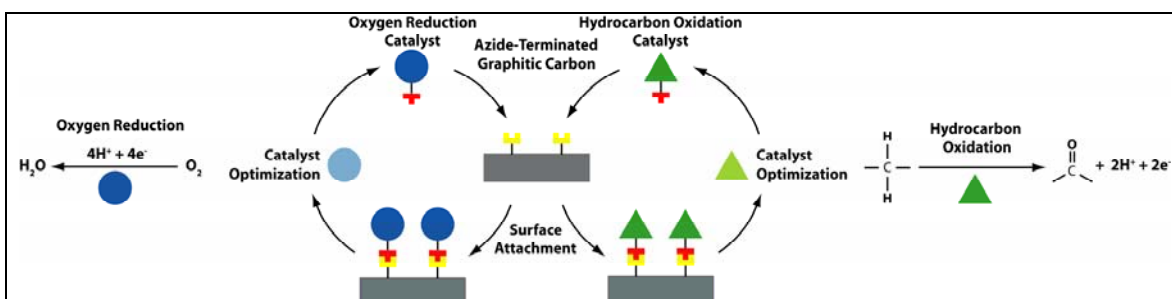 Oxygen Reduction
Catalyst
Azide-Terminated
Graphitic Carbon
Hydrocarbon Oxidation
Catalyst
Oxygen Reduction
4H⁺ + 4e⁻
H₂O
O₂
Catalyst
Optimization
Catalyst
Optimization
Surface
Attachment
H
C
H
Hydrocarbon
Oxidation
O
C
+ 2H⁺ + 2e⁻